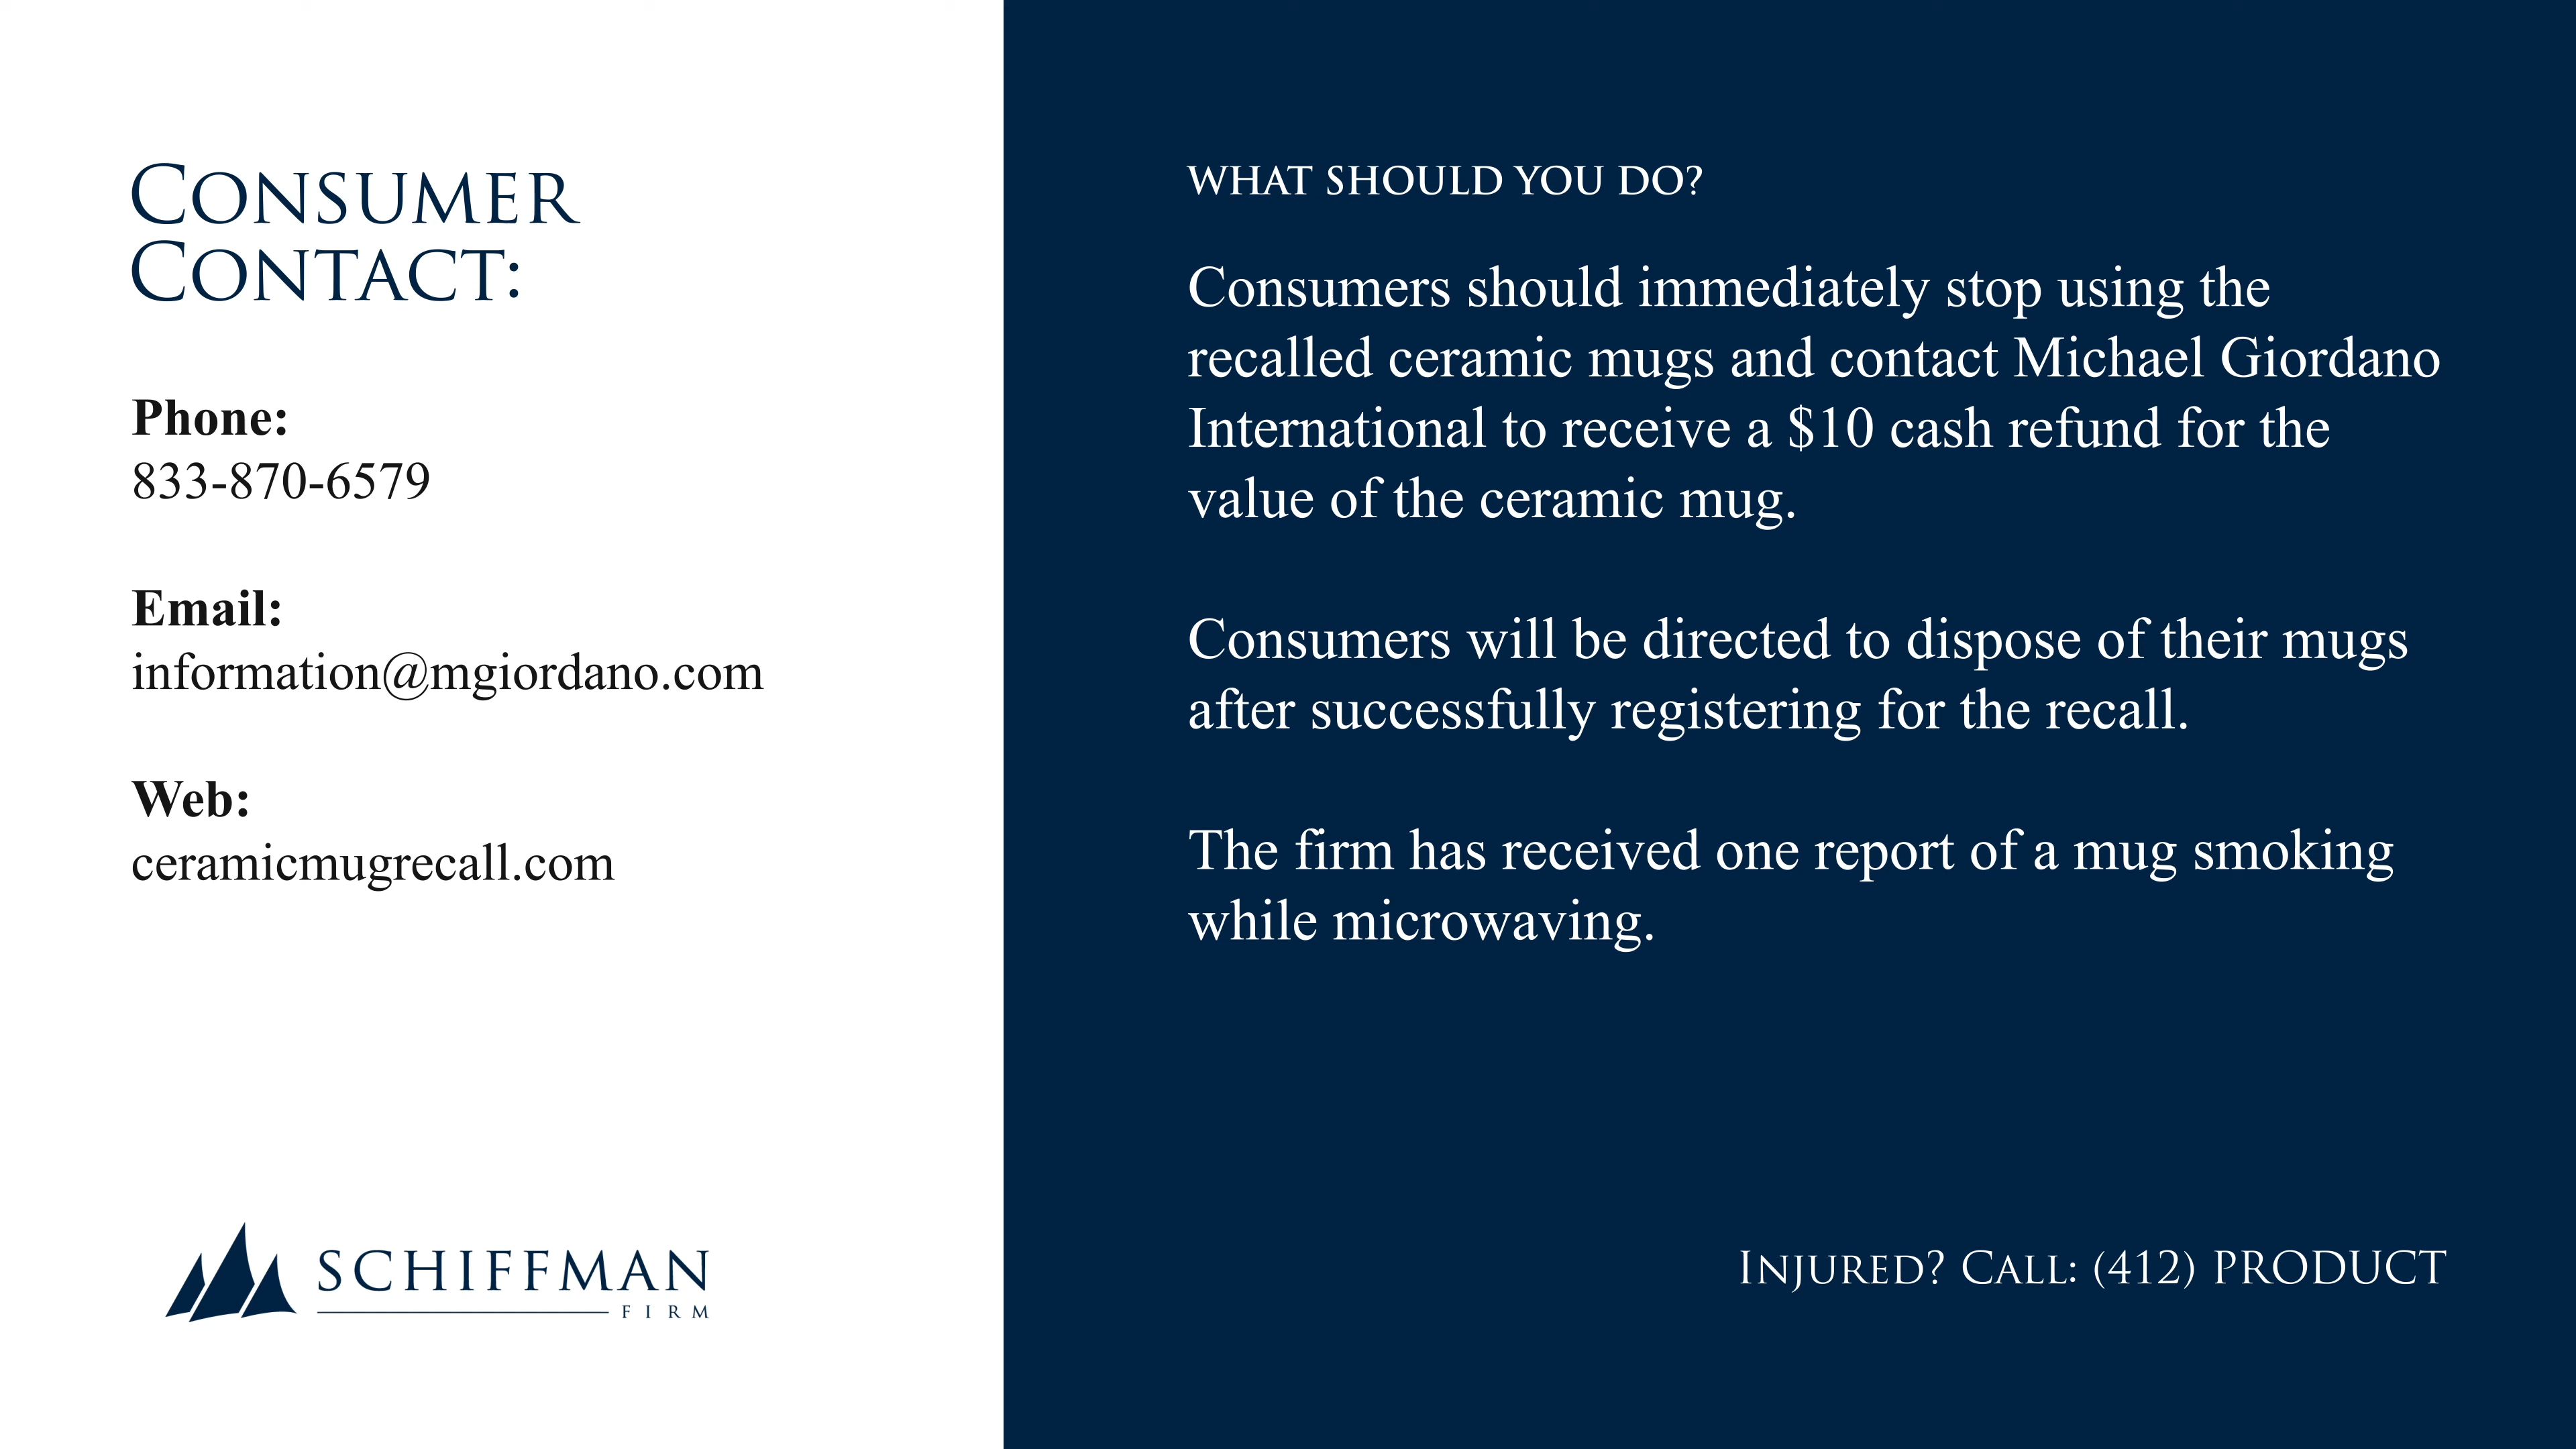 CONSUMER
CONTACT:
Phone:
833-870-6579
Email:
information@mgiordano.com
Web:
ceramicmugrecall.com
SCHIFFMAN
FIRM
WHAT SHOULD YOU DO?
Consumers should immediately stop using the
recalled ceramic mugs and contact Michael Giordano
International to receive a $10 cash refund for the
value of the ceramic mug.
Consumers will be directed to dispose of their mugs
after successfully registering for the recall.
The firm has received one report of a mug smoking
while microwaving.
INJURED? CALL: (412) PRODUCT